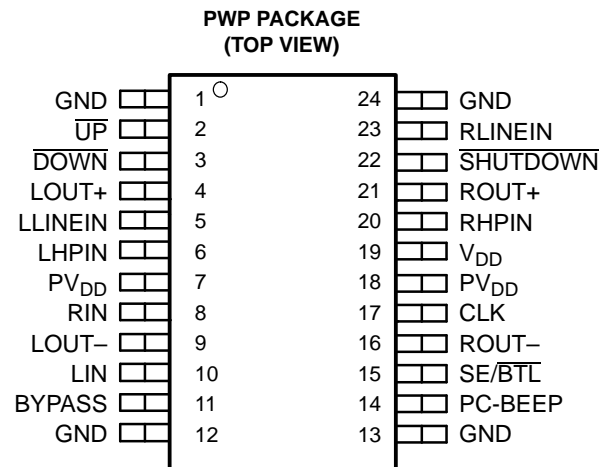 PWP PACKAGE
(TOP VIEW)
GND 1 24 GND
UP 2 23 RLINEIN
DOWN 3 22 SHUTDOWN
LOUT+ 4 21 ROUT+
LLINEIN 5 20 RHPIN
LHPIN 6 19 VDD
PVDD 7 18 PVDD
RIN 8 17 CLK
LOUT– 9 16 ROUT–
LIN 10 15 SE/BTL
BYPASS 11 14 PC-BEEP
GND 12 13 GND